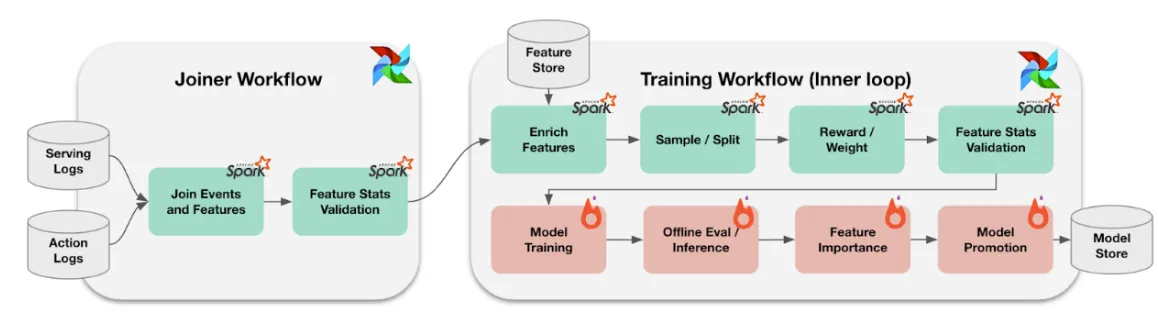 Joiner Workflow
Serving
Logs
Action
Logs
APACHE
Spark
Join Events
and Features
APACHE
Spark
Feature Stats
Validation
Feature
Store
Training Workflow (Inner loop)
APACHE
Spark
Enrich
Features
APACHE
Spark
Sample / Split
APACHE
Spark
Reward /
Weight
APACHE
Spark
Feature Stats
Validation
Model
Training
Offline Eval /
Inference
Feature
Importance
Model
Promotion
Model
Store